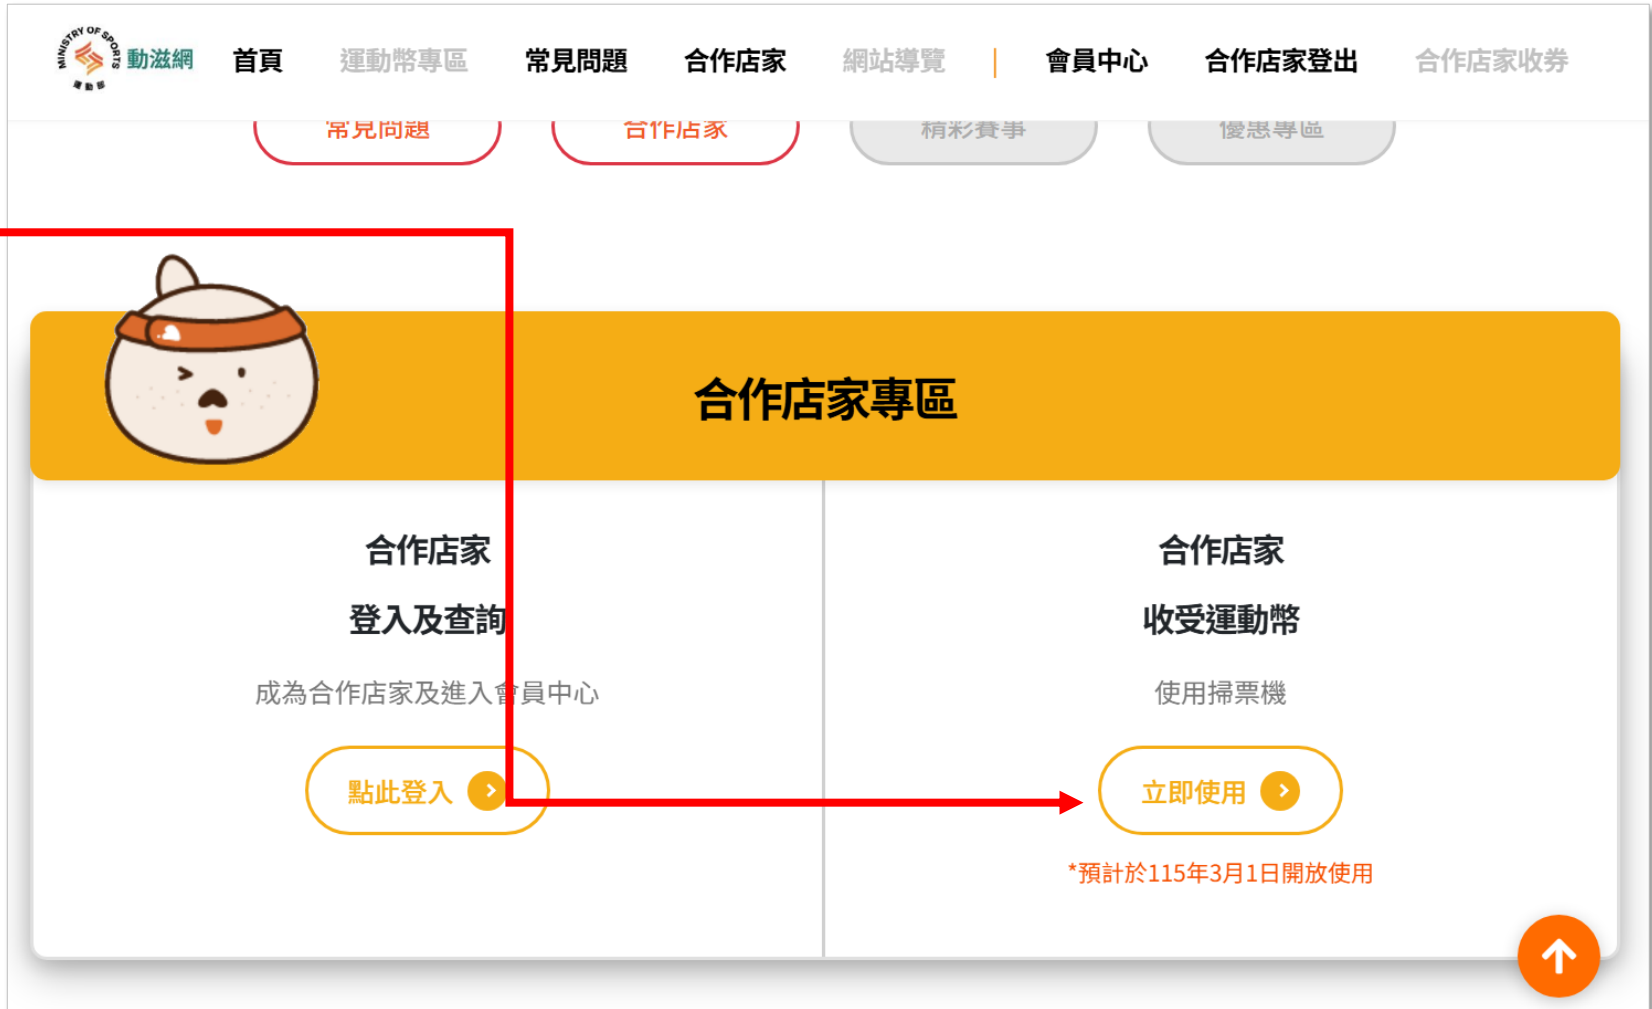 MINISTRY OF SPORTS
運動部
動滋網 首頁 運動幣專區 常見問題 合作店家 網站導覽 | 會員中心 合作店家登出 合作店家收券
常見問題 合作店家 精彩賽事 優惠專區
合作店家專區
合作店家
登入及查詢
成為合作店家及進入會員中心
點此登入
合作店家
收受運動幣
使用掃票機
立即使用
*預計於115年3月1日開放使用